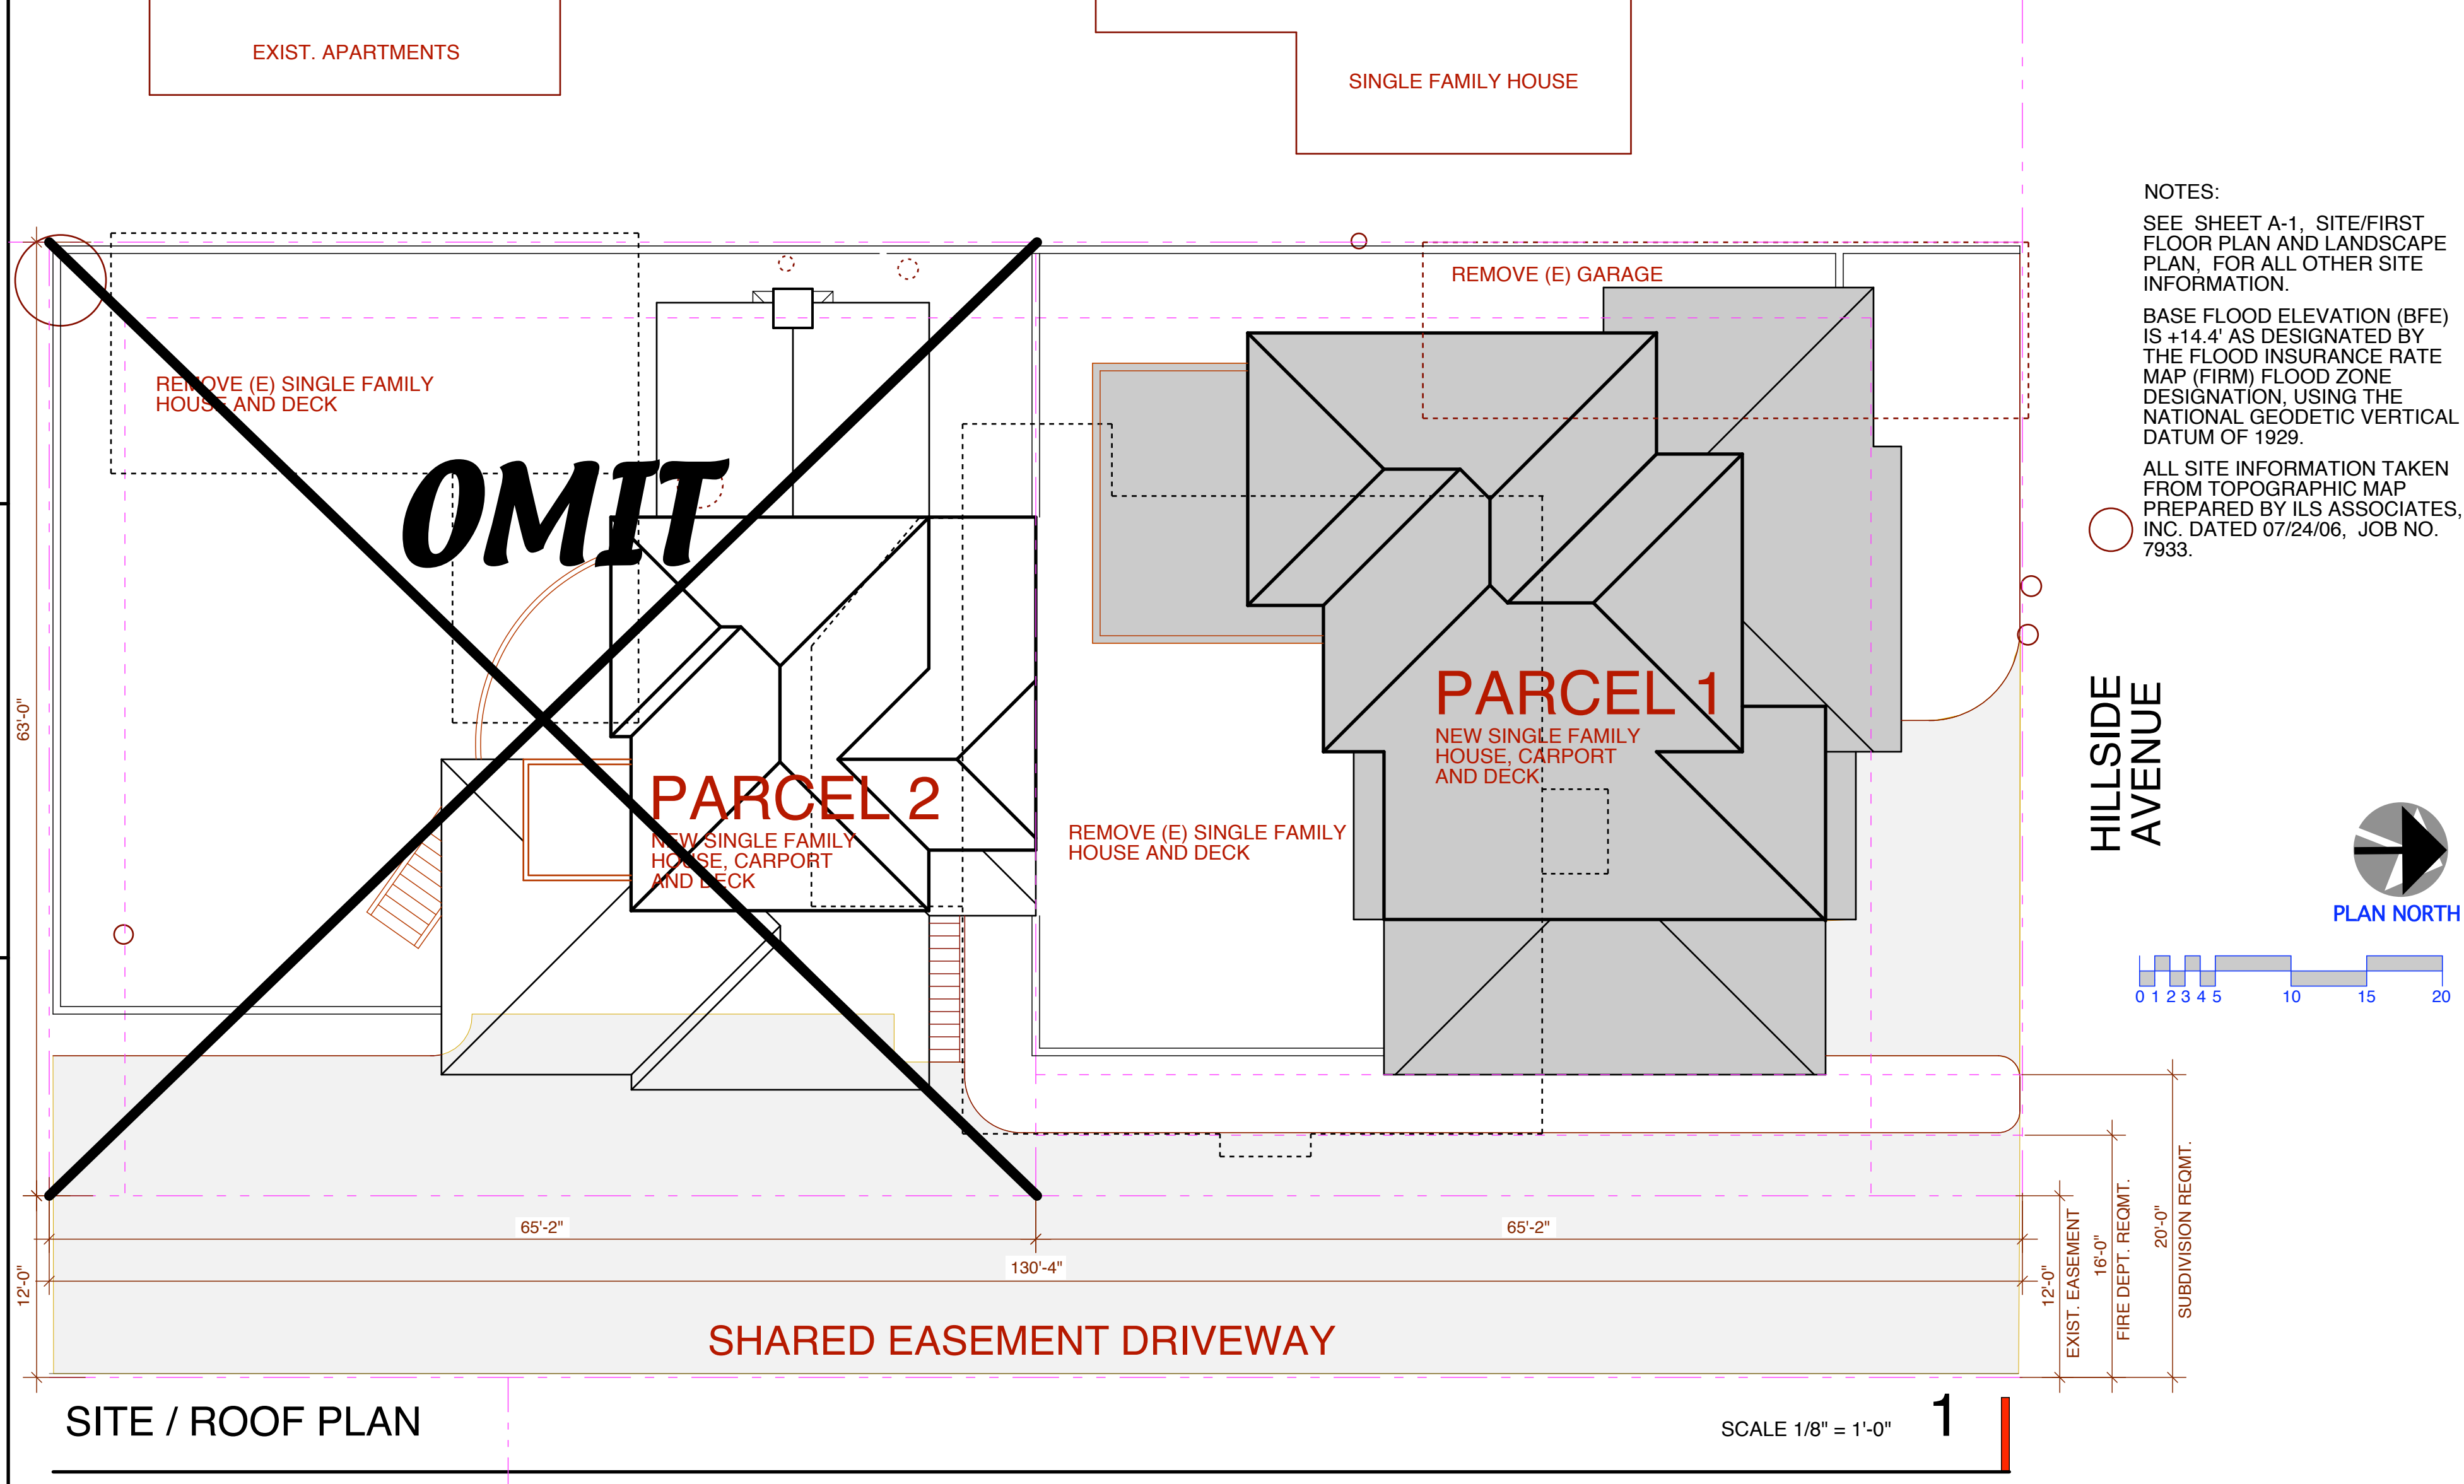 EXIST. APARTMENTS
SINGLE FAMILY HOUSE
NOTES:
SEE SHEET A-1, SITE/FIRST
FLOOR PLAN AND LANDSCAPE
PLAN, FOR ALL OTHER SITE
INFORMATION.
BASE FLOOD ELEVATION (BFE)
IS +14.4' AS DESIGNATED BY
THE FLOOD INSURANCE RATE
MAP (FIRM) FLOOD ZONE
DESIGNATION, USING THE
NATIONAL GEODETIC VERTICAL
DATUM OF 1929.
ALL SITE INFORMATION TAKEN
FROM TOPOGRAPHIC MAP
PREPARED BY ILS ASSOCIATES,
INC. DATED 07/24/06, JOB NO.
7933.
REMOVE (E) GARAGE
REMOVE (E) SINGLE FAMILY
HOUSE AND DECK
OMIT
63'-0"
PARCEL 1
NEW SINGLE FAMILY
HOUSE, CARPORT
AND DECK
PARCEL 2
NEW SINGLE FAMILY
HOUSE, CARPORT
AND DECK
REMOVE (E) SINGLE FAMILY
HOUSE AND DECK
HILLSIDE
AVENUE
PLAN NORTH
0 1 2 3 4 5 10 15 20
65'-2"
65'-2"
130'-4"
12'-0"
12'-0"
EXIST. EASEMENT
16'-0"
FIRE DEPT. REQMT.
20'-0"
SUBDIVISION REQMT.
SHARED EASEMENT DRIVEWAY
SITE / ROOF PLAN
SCALE 1/8" = 1'-0"
1